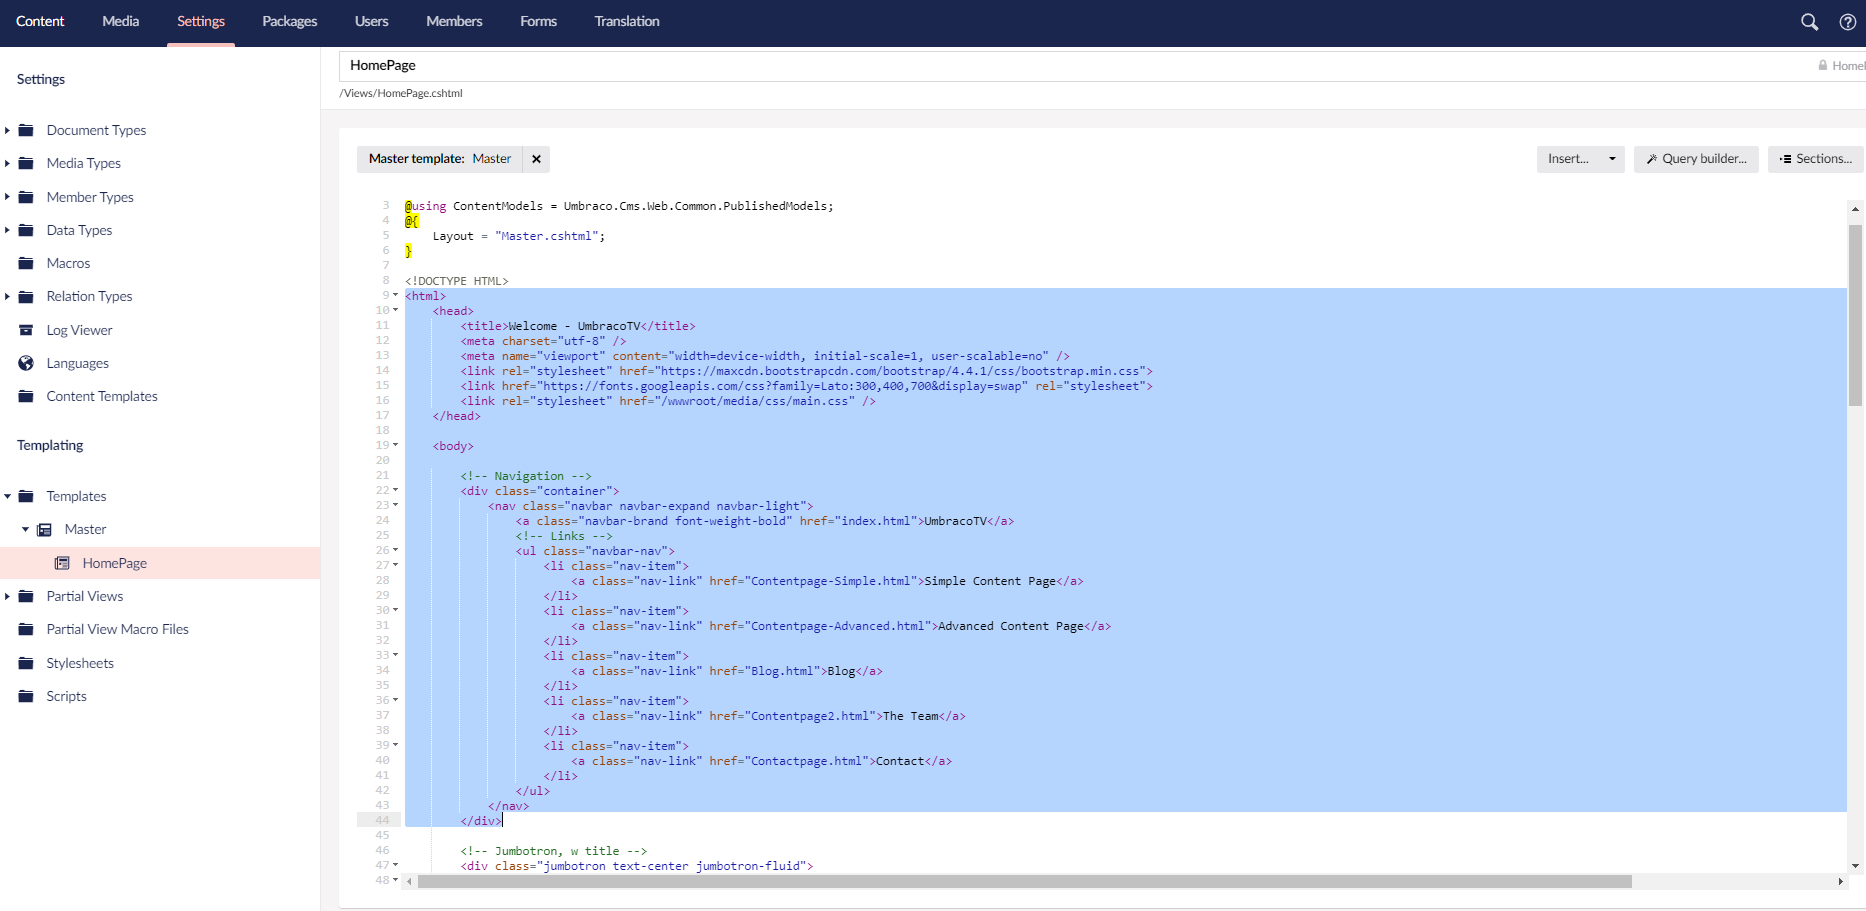 Content Media Settings Packages Users Members Forms Translation
Settings
Document Types
Media Types
Member Types
Data Types
Macros
Relation Types
Log Viewer
Languages
Content Templates
Templating
Templates
Master
HomePage
Partial Views
Partial View Macro Files
Stylesheets
Scripts
HomePage
/Views/HomePage.cshtml
Master template: Master
Insert... Query builder... Sections...
3 @using ContentModels = Umbraco.Cms.Web.Common.PublishedModels;
4 @{
5 Layout = "Master.cshtml";
6 }
7
8 <!DOCTYPE HTML>
9 <html>
10 <head>
11 <title>Welcome - UmbracoTV</title>
12 <meta charset="utf-8" />
13 <meta name="viewport" content="width=device-width, initial-scale=1, user-scalable=no" />
14 <link rel="stylesheet" href="https://maxcdn.bootstrapcdn.com/bootstrap/4.4.1/css/bootstrap.min.css">
15 <link href="https://fonts.googleapis.com/css?family=Lato:300,400,700&display=swap" rel="stylesheet">
16 <link rel="stylesheet" href="/wwwroot/media/css/main.css" />
17 </head>
18
19 <body>
20
21 <!-- Navigation -->
22 <div class="container">
23 <nav class="navbar navbar-expand navbar-light">
24 <a class="navbar-brand font-weight-bold" href="index.html">UmbracoTV</a>
25 <!-- Links -->
26 <ul class="navbar-nav">
27 <li class="nav-item">
28 <a class="nav-link" href="Contentpage-Simple.html">Simple Content Page</a>
29 </li>
30 <li class="nav-item">
31 <a class="nav-link" href="Contentpage-Advanced.html">Advanced Content Page</a>
32 </li>
33 <li class="nav-item">
34 <a class="nav-link" href="Blog.html">Blog</a>
35 </li>
36 <li class="nav-item">
37 <a class="nav-link" href="Contentpage2.html">The Team</a>
38 </li>
39 <li class="nav-item">
40 <a class="nav-link" href="Contactpage.html">Contact</a>
41 </li>
42 </ul>
43 </nav>
44 </div>
45
46 <!-- Jumbotron, w title -->
47 <div class="jumbotron text-center jumbotron-fluid">
48